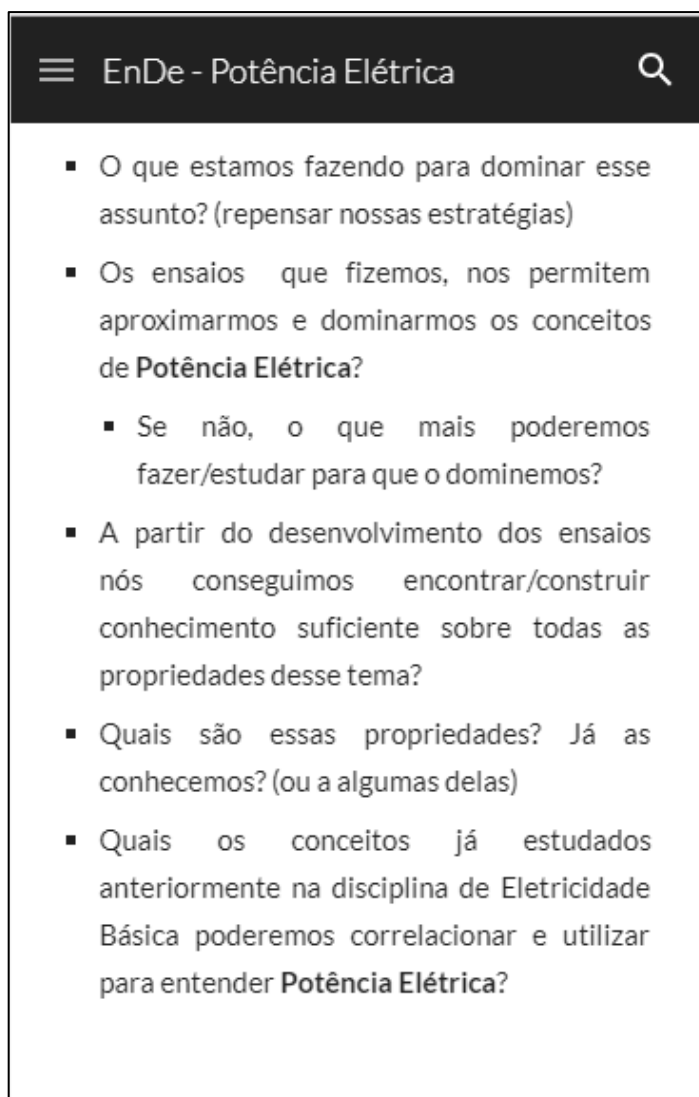 EnDe - Potência Elétrica
▪ O que estamos fazendo para dominar esse
assunto? (repensar nossas estratégias)
▪ Os ensaios que fizemos, nos permitem
aproximarmos e dominarmos os conceitos
de Potência Elétrica?
▪ Se não, o que mais poderemos
fazer/estudar para que o dominemos?
▪ A partir do desenvolvimento dos ensaios
nós conseguimos encontrar/construir
conhecimento suficiente sobre todas as
propriedades desse tema?
▪ Quais são essas propriedades? Já as
conhecemos? (ou a algumas delas)
▪ Quais os conceitos já estudados
anteriormente na disciplina de Eletricidade
Básica poderemos correlacionar e utilizar
para entender Potência Elétrica?